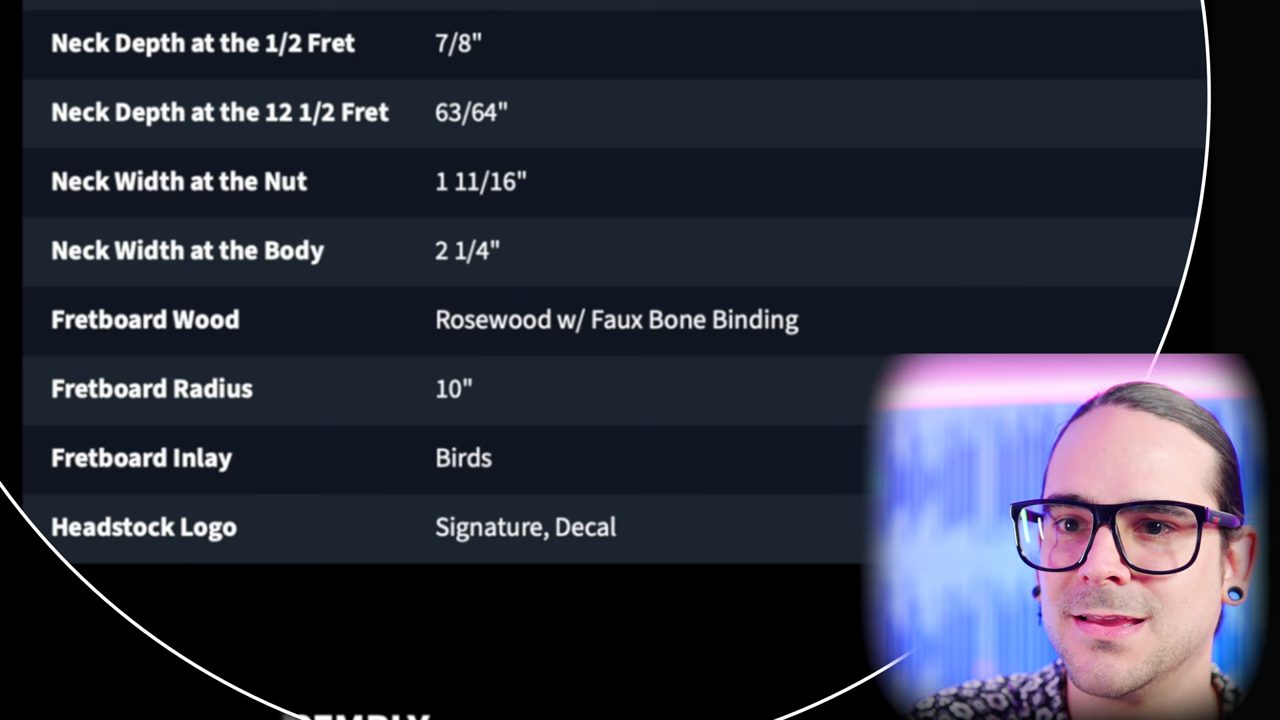 Neck Depth at the 1/2 Fret 7/8"
Neck Depth at the 12 1/2 Fret 63/64"
Neck Width at the Nut 1 11/16"
Neck Width at the Body 2 1/4"
Fretboard Wood Rosewood w/ Faux Bone Binding
Fretboard Radius 10"
Fretboard Inlay Birds
Headstock Logo Signature, Decal